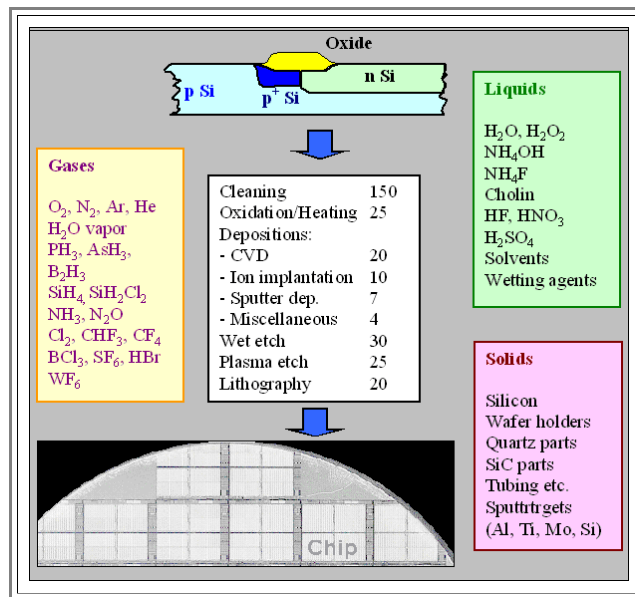 Oxide
p Si
p⁺ Si
n Si
Gases
O₂, N₂, Ar, He
H₂O vapor
PH₃, AsH₃,
B₂H₃
SiH₄, SiH₂Cl₂
NH₃, N₂O
Cl₂, CHF₃, CF₄
BCl₃, SF₆, HBr
WF₆
Cleaning 150
Oxidation/Heating 25
Depositions:
- CVD 20
- Ion implantation 10
- Sputter dep. 7
- Miscellaneous 4
Wet etch 30
Plasma etch 25
Lithography 20
Liquids
H₂O, H₂O₂
NH₄OH
NH₄F
Cholin
HF, HNO₃
H₂SO₄
Solvents
Wetting agents
Solids
Silicon
Wafer holders
Quartz parts
SiC parts
Tubing etc.
Sputtrtrgets
(Al, Ti, Mo, Si)
Chip